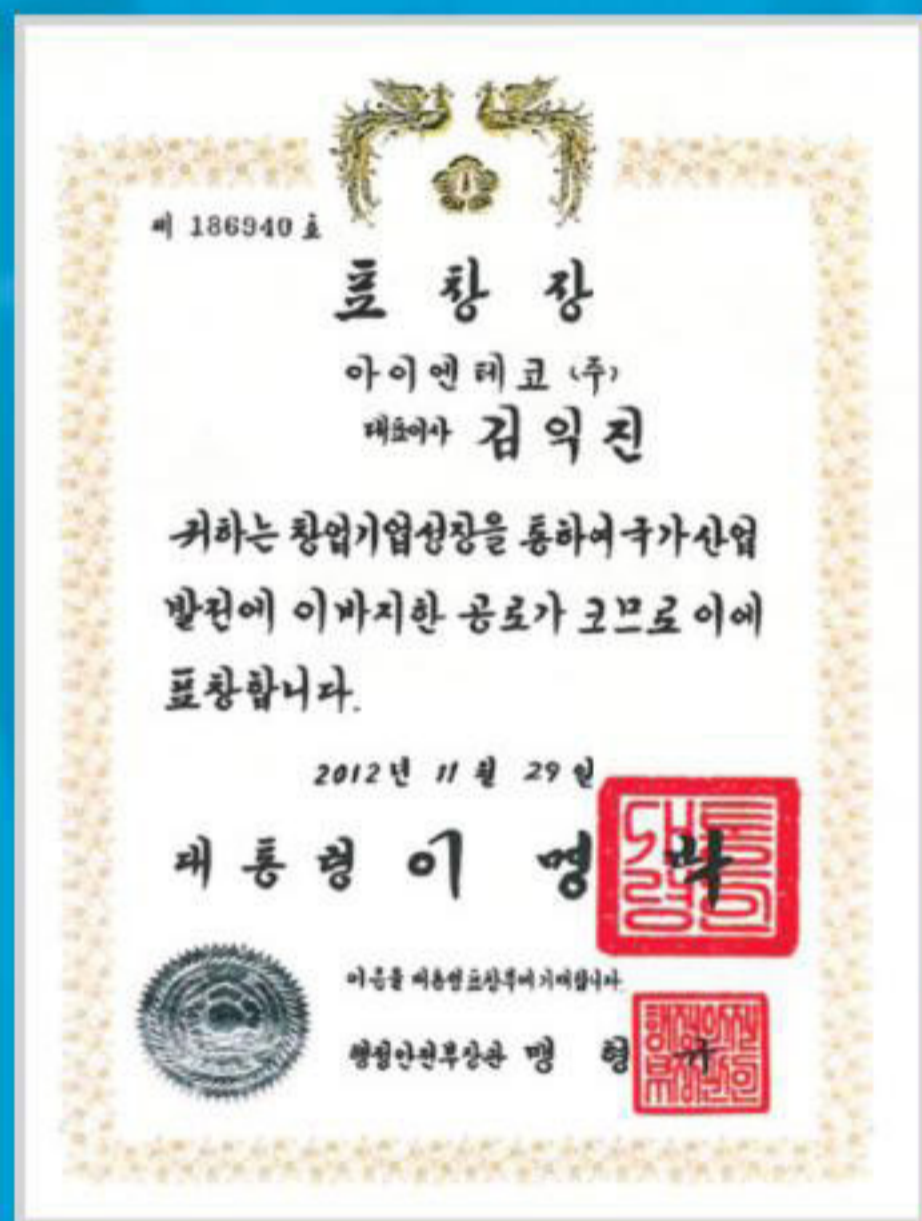 제 186940 호
표 창 장
아이엔테코 (주)
대표이사 김익진
귀하는 창업기업성장을 통하여 국가산업
발전에 이바지한 공로가 크므로 이에
표창합니다.
2012년 11월 29일
대통령 이명박
이 증을 대통령표창부에 기재합니다.
행정안전부장관 맹형규